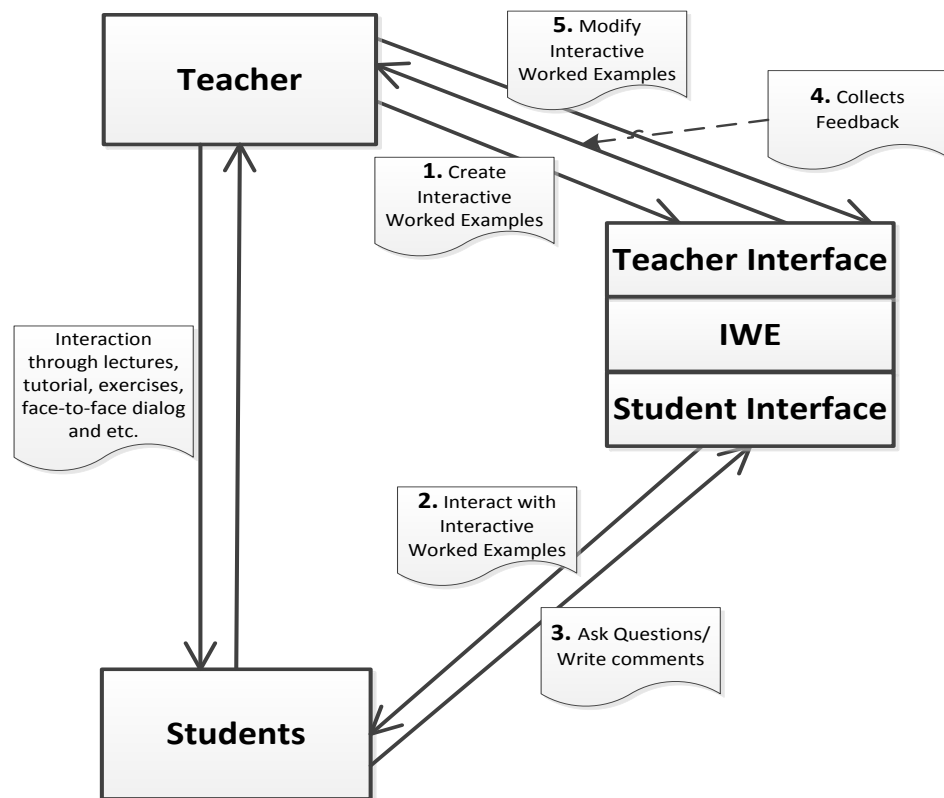 5. Modify
Interactive
Worked Examples
Teacher
4. Collects
Feedback
1. Create
Interactive
Worked Examples
Teacher Interface
IWE
Student Interface
Interaction
through lectures,
tutorial, exercises,
face-to-face dialog
and etc.
2. Interact with
Interactive
Worked Examples
3. Ask Questions/
Write comments
Students